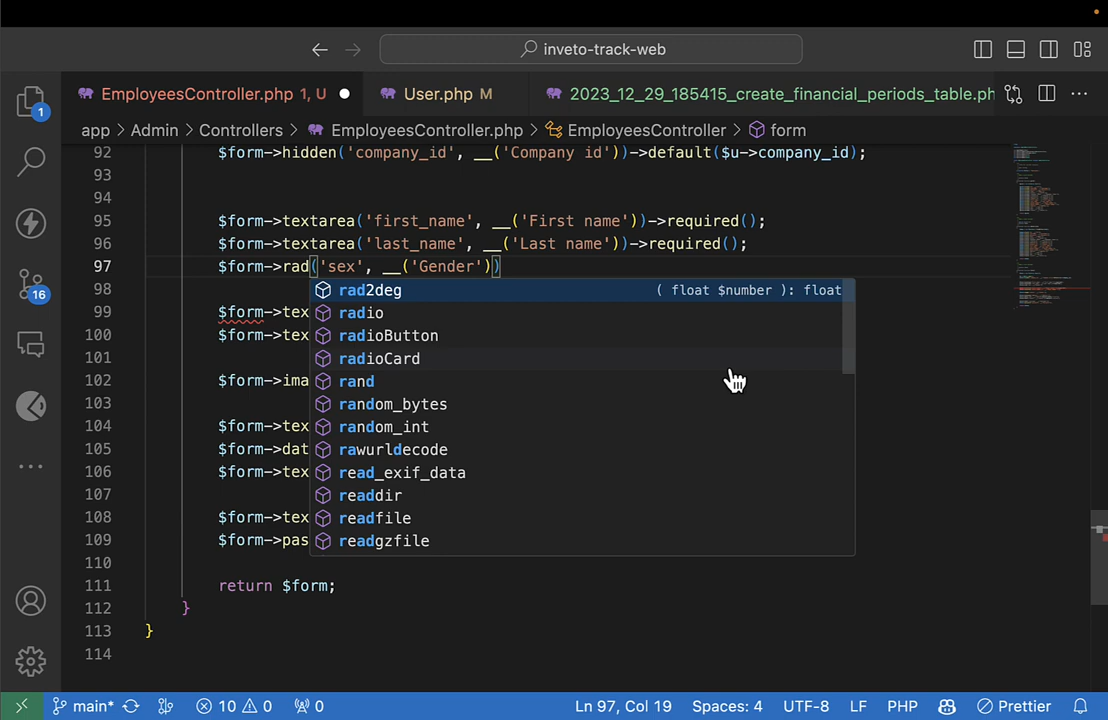 inveto-track-web
EmployeesController.php 1, U
User.php M
2023_12_29_185415_create_financial_periods_table.ph
app > Admin > Controllers > EmployeesController.php > EmployeesController > form
92 $form->hidden('company_id', __('Company id'))->default($u->company_id);
93
94
95 $form->textarea('first_name', __('First name'))->required();
96 $form->textarea('last_name', __('Last name'))->required();
97 $form->rad('sex', __('Gender'))
98 rad2deg ( float $number ): float
99 $form->tex radio
100 $form->tex radioButton
101 radioCard
102 $form->ima rand
103 random_bytes
104 $form->tex random_int
105 $form->dat rawurldecode
106 $form->tex read_exif_data
107 readdir
108 $form->tex readfile
109 $form->pas readgzfile
110
111 return $form;
112 }
113 }
114
1
16
main* 10 0 0 Ln 97, Col 19 Spaces: 4 UTF-8 LF PHP Prettier